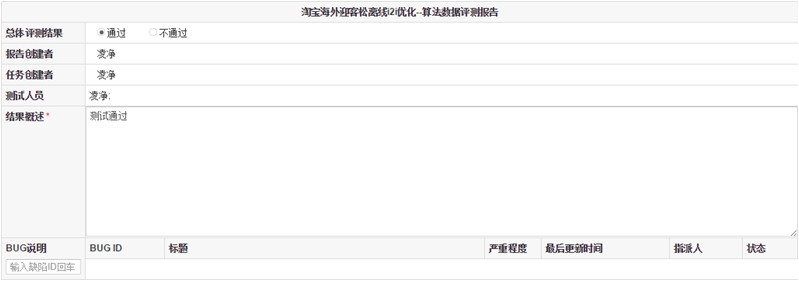 淘宝海外迎客松离线i2i优化--算法数据评测报告
总体评测结果 通过 不通过
报告创建者 凌净
任务创建者 凌净
测试人员 凌净;
结果概述 * 测试通过
BUG说明 BUG ID 标题 严重程度 最后更新时间 指派人 状态
输入缺陷ID回车